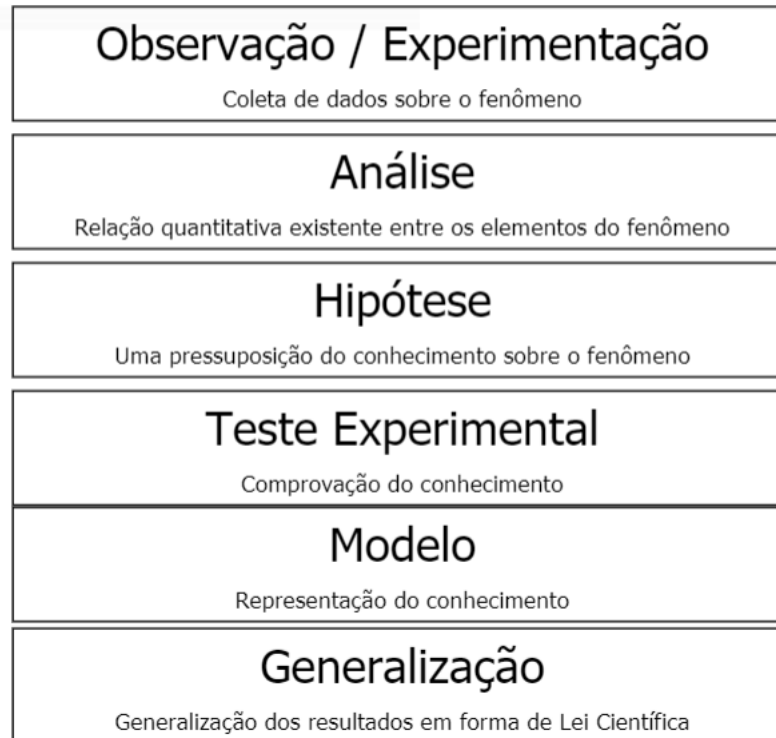 Observação / Experimentação
Coleta de dados sobre o fenômeno
Análise
Relação quantitativa existente entre os elementos do fenômeno
Hipótese
Uma pressuposição do conhecimento sobre o fenômeno
Teste Experimental
Comprovação do conhecimento
Modelo
Representação do conhecimento
Generalização
Generalização dos resultados em forma de Lei Científica